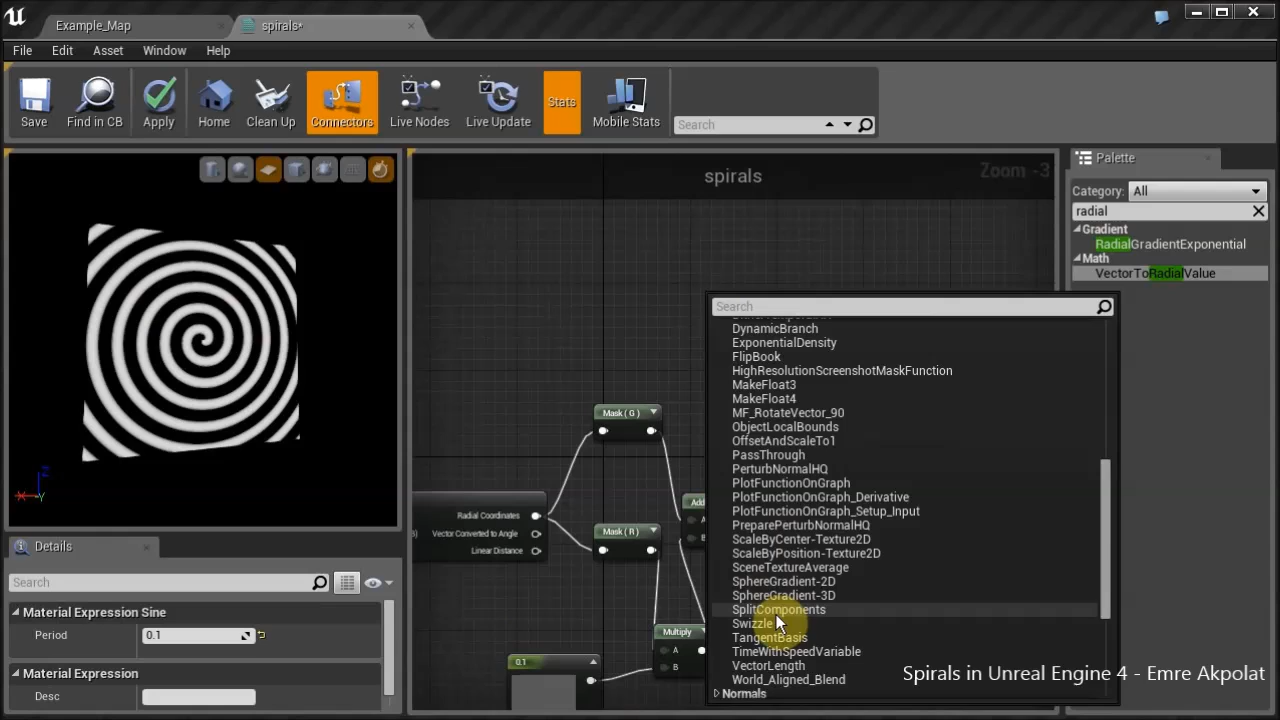 Example_Map
spirals*
File Edit Asset Window Help
Save
Find in CB
Apply
Home
Clean Up
Connectors
Live Nodes
Live Update
Stats
Mobile Stats
Search
spirals
Zoom -3
Palette
Category: All
radial
Gradient
RadialGradientExponential
Math
VectorToRadialValue
Search
DynamicBranch
ExponentialDensity
FlipBook
HighResolutionScreenshotMaskFunction
MakeFloat3
MakeFloat4
MF_RotateVector_90
ObjectLocalBounds
OffsetAndScaleTo1
PassThrough
PerturbNormalHQ
PlotFunctionOnGraph
PlotFunctionOnGraph_Derivative
PlotFunctionOnGraph_Setup_Input
PreparePerturbNormalHQ
ScaleByCenter-Texture2D
ScaleByPosition-Texture2D
SceneTextureAverage
SphereGradient-2D
SphereGradient-3D
SplitComponents
Swizzle
TangentBasis
TimeWithSpeedVariable
VectorLength
World_Aligned_Blend
Normals
Mask ( G )
Radial Coordinates
Vector Converted to Angle
Linear Distance
Mask ( R )
Add
A
B
Multiply
A
B
0.1
Z
X
Y
Details
Search
Material Expression Sine
Period 0.1
Material Expression
Desc
Spirals in Unreal Engine 4 - Emre Akpolat